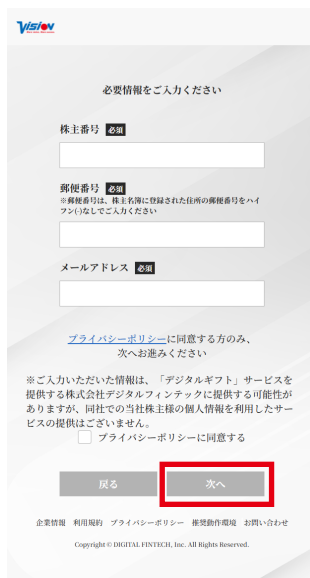 Vision
必要情報をご入力ください
株主番号 必須
郵便番号 必須
※郵便番号は、株主名簿に登録された住所の郵便番号をハイ
フン(-)なしでご入力ください
メールアドレス 必須
プライバシーポリシーに同意する方のみ、
次へお進みください
※ご入力いただいた情報は、「デジタルギフト」サービスを
提供する株式会社デジタルフィンテックに提供する可能性が
ありますが、同社での当社株主様の個人情報を利用したサー
ビスの提供はございません。
プライバシーポリシーに同意する
戻る 次へ
企業情報 利用規約 プライバシーポリシー 推奨動作環境 お問い合わせ
Copyright © DIGITAL FINTECH, Inc. All Rights Reserved.